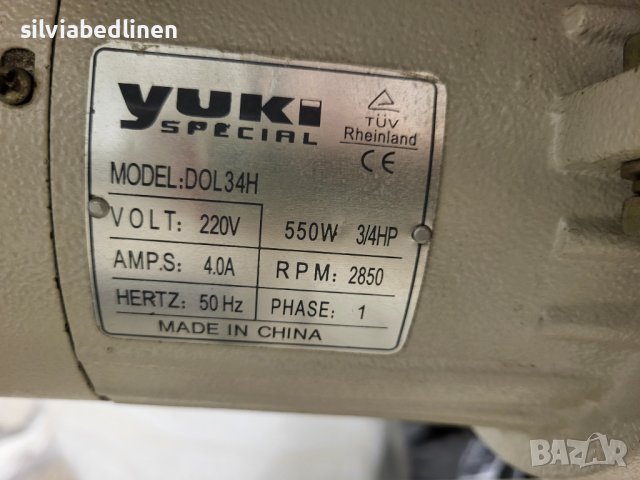 silviabedlinen
YUKI
SPECIAL
TÜV
Rheinland
CE
MODEL:DOL34H
VOLT: 220V
550W 3/4HP
AMP.S: 4.0A
RPM: 2850
HERTZ: 50 Hz
PHASE: 1
MADE IN CHINA
BAZAR